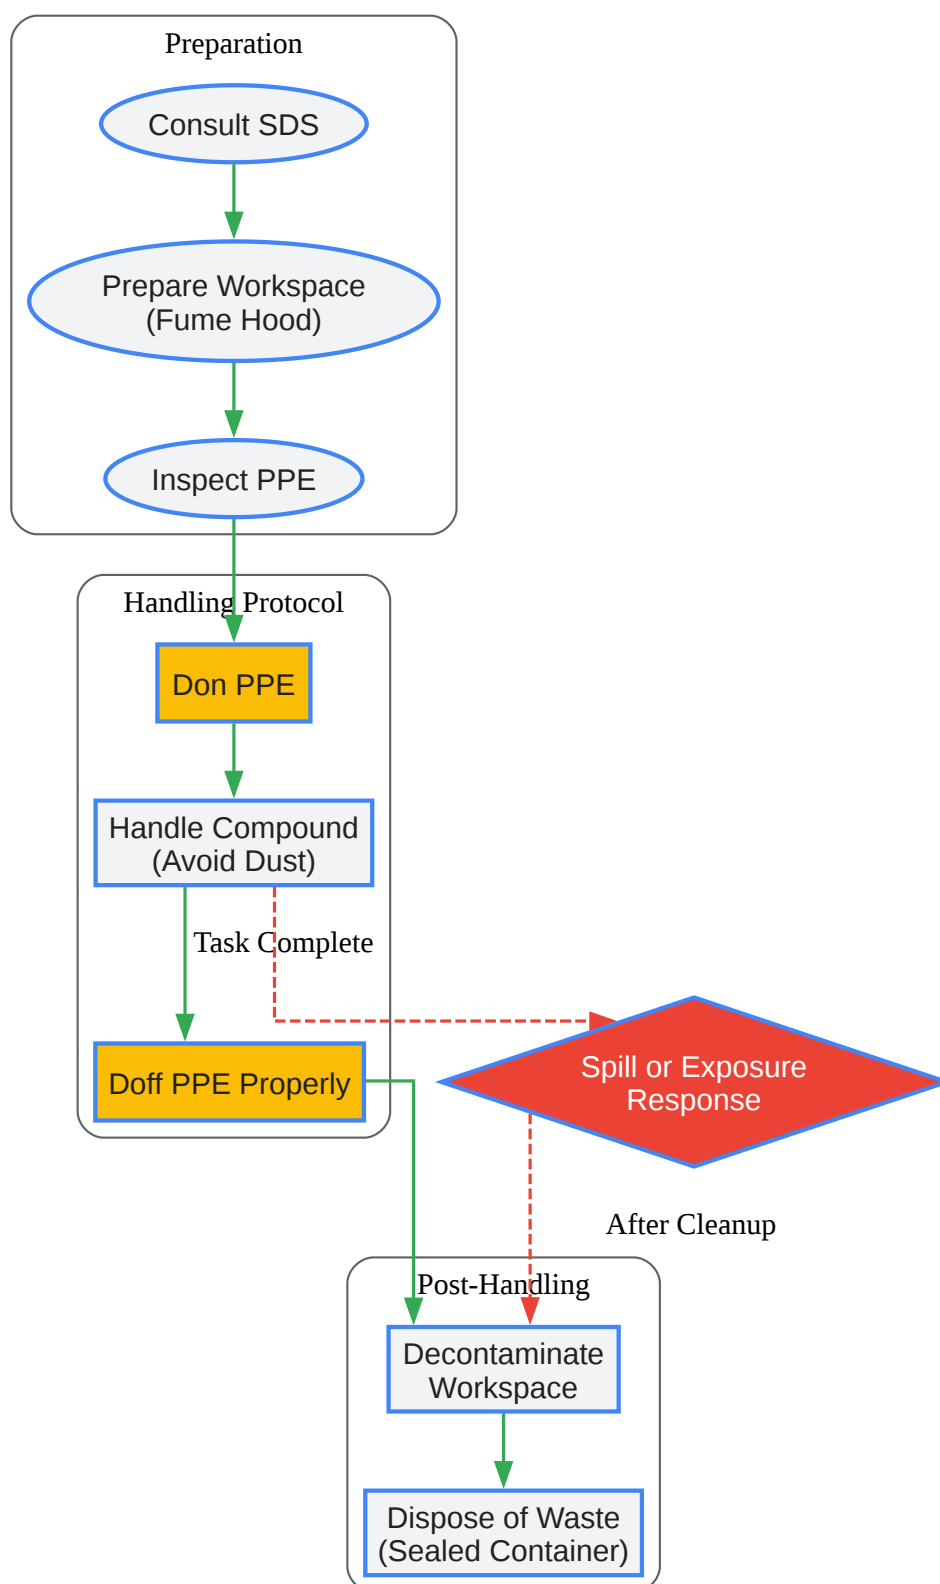 Preparation
Consult SDS
Prepare Workspace
(Fume Hood)
Inspect PPE
Handling Protocol
Don PPE
Handle Compound
(Avoid Dust)
Task Complete
Doff PPE Properly
Spill or Exposure
Response
After Cleanup
Post-Handling
Decontaminate
Workspace
Dispose of Waste
(Sealed Container)